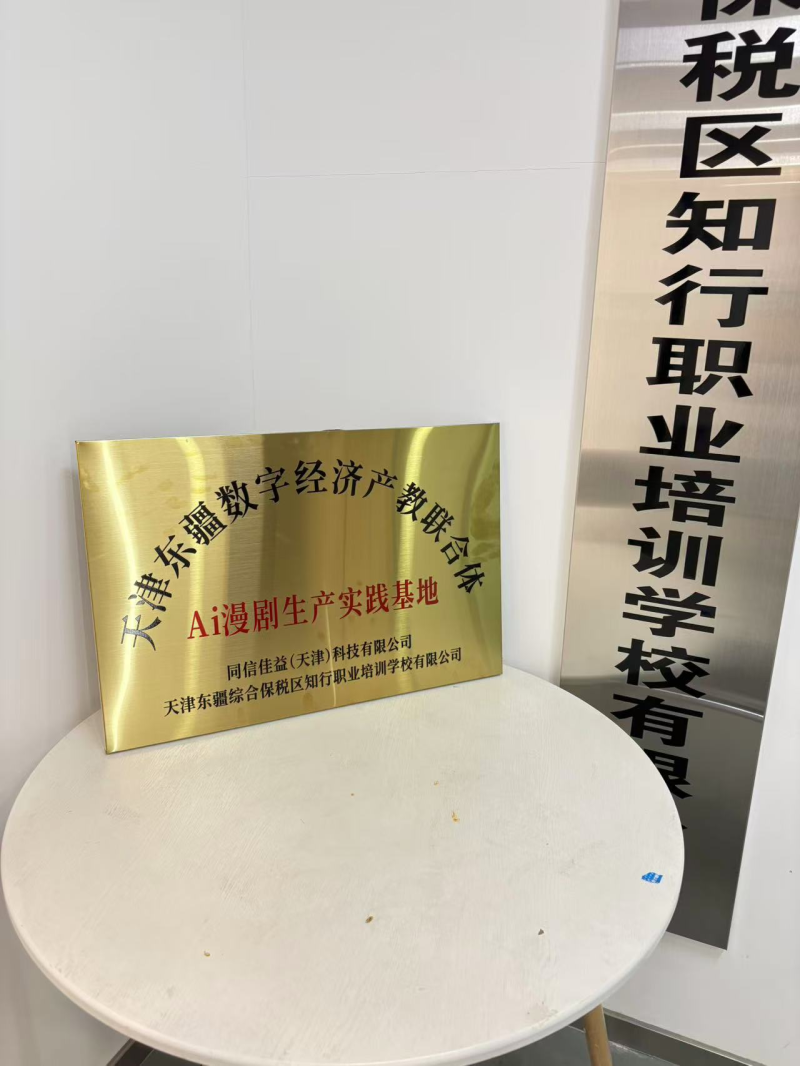 天津东疆数字经济产教联合体
Ai漫剧生产实践基地
同信佳益(天津)科技有限公司
天津东疆综合保税区知行职业培训学校有限公司
保税区知行职业培训学校有限